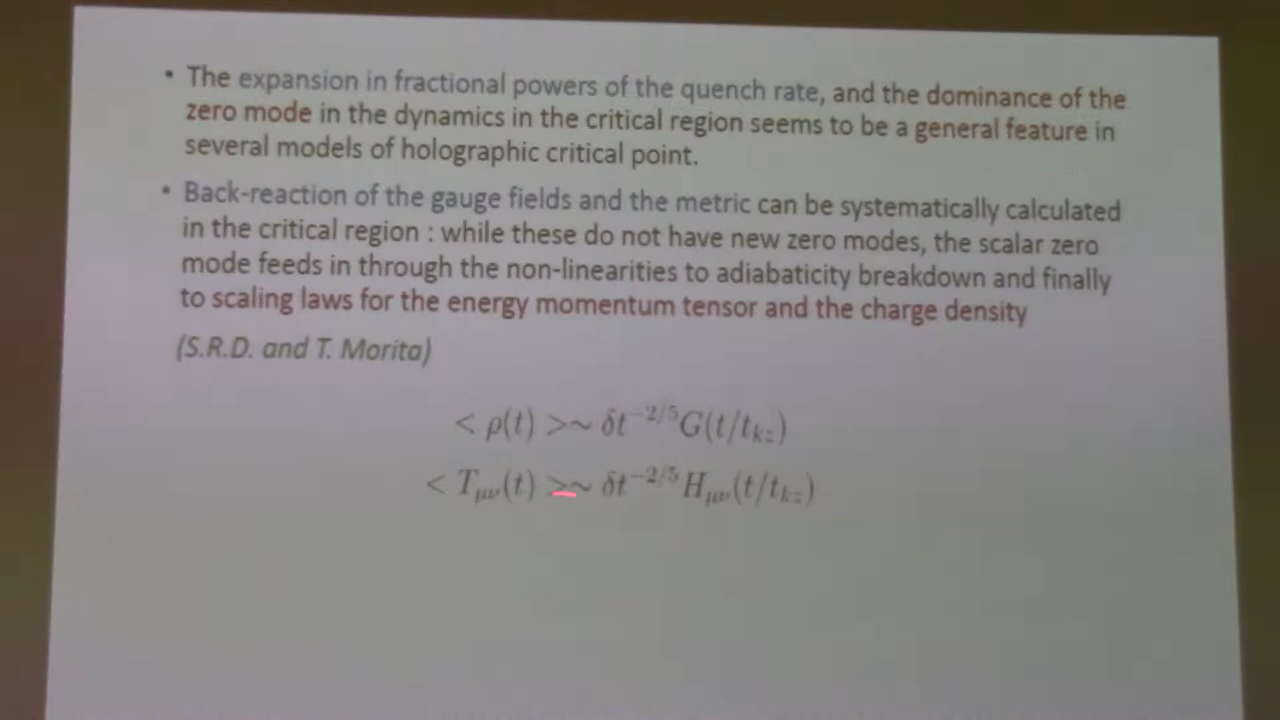 • The expansion in fractional powers of the quench rate, and the dominance of the
zero mode in the dynamics in the critical region seems to be a general feature in
several models of holographic critical point.
• Back-reaction of the gauge fields and the metric can be systematically calculated
in the critical region : while these do not have new zero modes, the scalar zero
mode feeds in through the non-linearities to adiabaticity breakdown and finally
to scaling laws for the energy momentum tensor and the charge density
(S.R.D. and T. Morita)
< ρ(t) >∼ δt^{-2/5}G(t/t_{kz})
< T_{μν}(t) >∼ δt^{-2/5}H_{μν}(t/t_{kz})